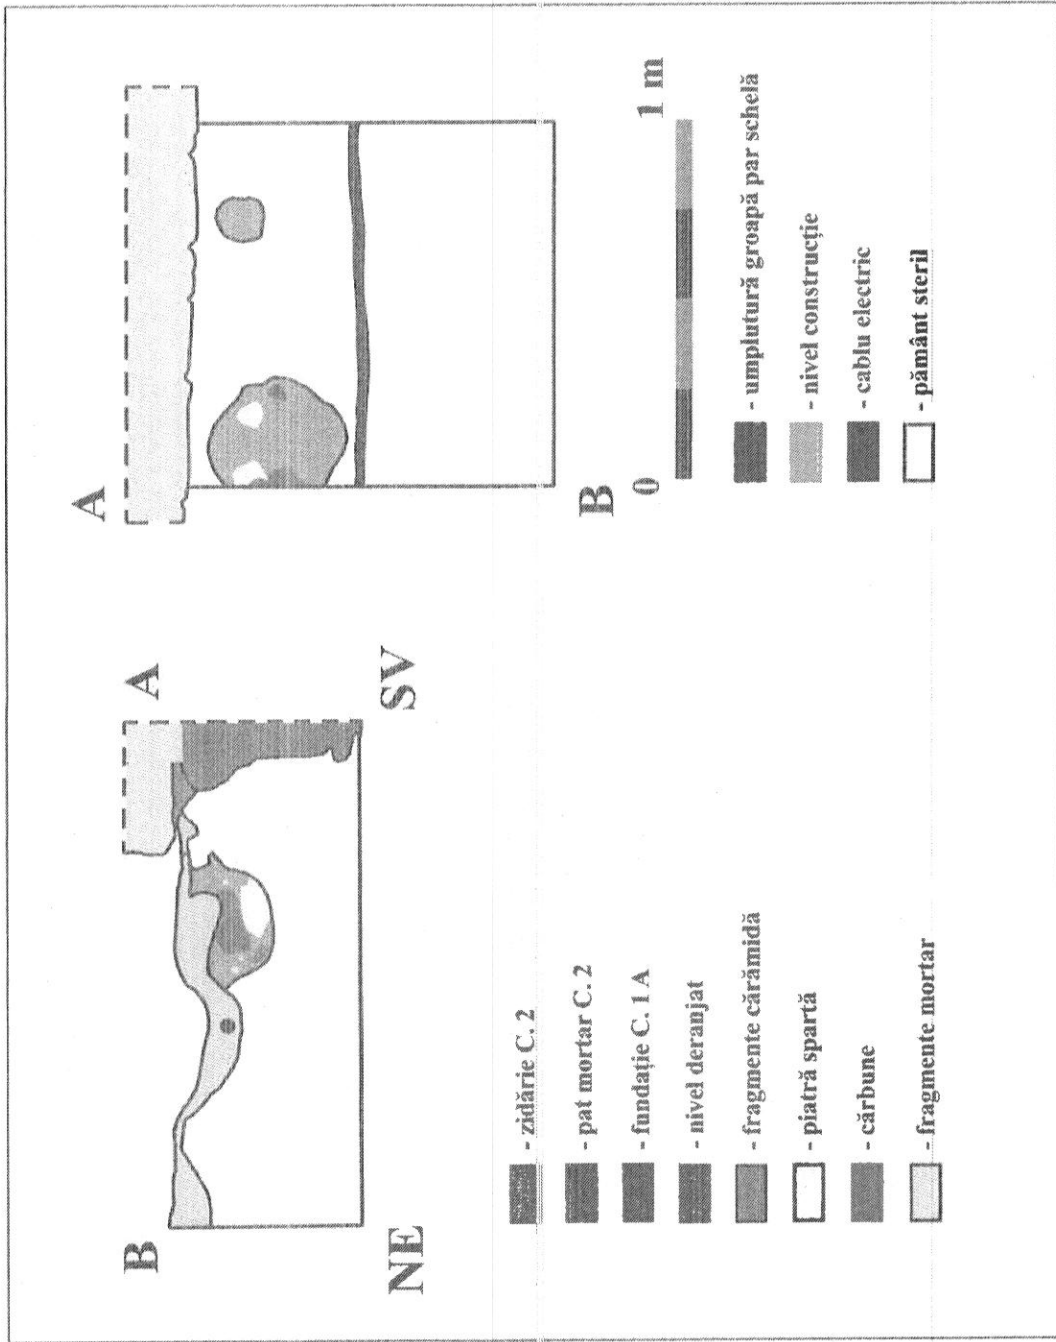 B
A
NE
SV
A
B
0
1 m
- zidărie C. 2
- pat mortar C. 2
- fundație C. 1 A
- nivel deranjat
- fragmente cărămidă
- piatră spartă
- cărbune
- fragmente mortar
- umplutură groapă par schelă
- nivel construcție
- cablu electric
- pământ steril